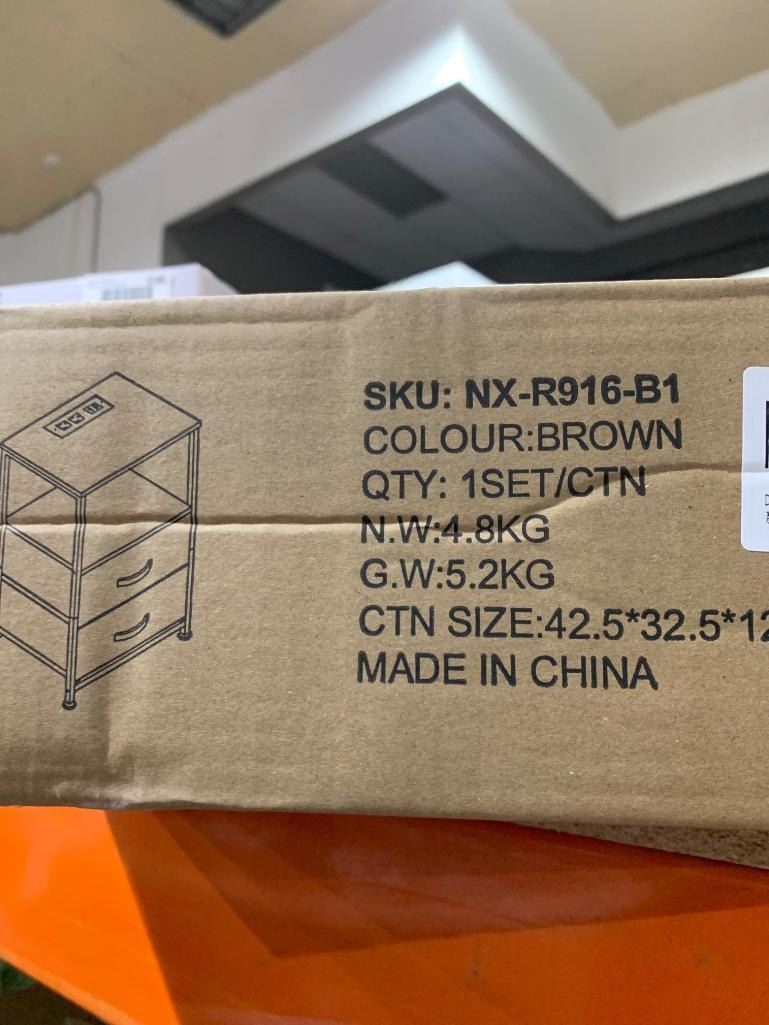 SKU: NX-R916-B1
COLOUR:BROWN
QTY: 1SET/CTN
N.W:4.8KG
G.W:5.2KG
CTN SIZE:42.5*32.5*12
MADE IN CHINA